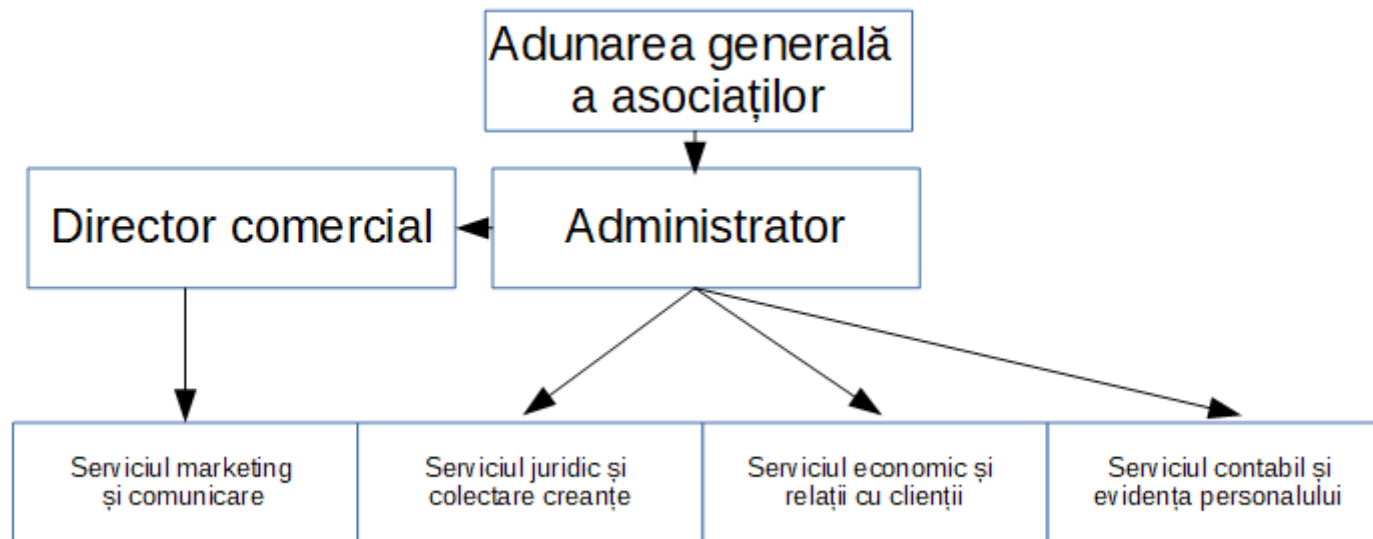 Adunarea generală
a asociaților
Director comercial
Administrator
Serviciul marketing
și comunicare
Serviciul juridic și
colectare creanțe
Serviciul economic și
relații cu clienții
Serviciul contabil și
evidența personalului